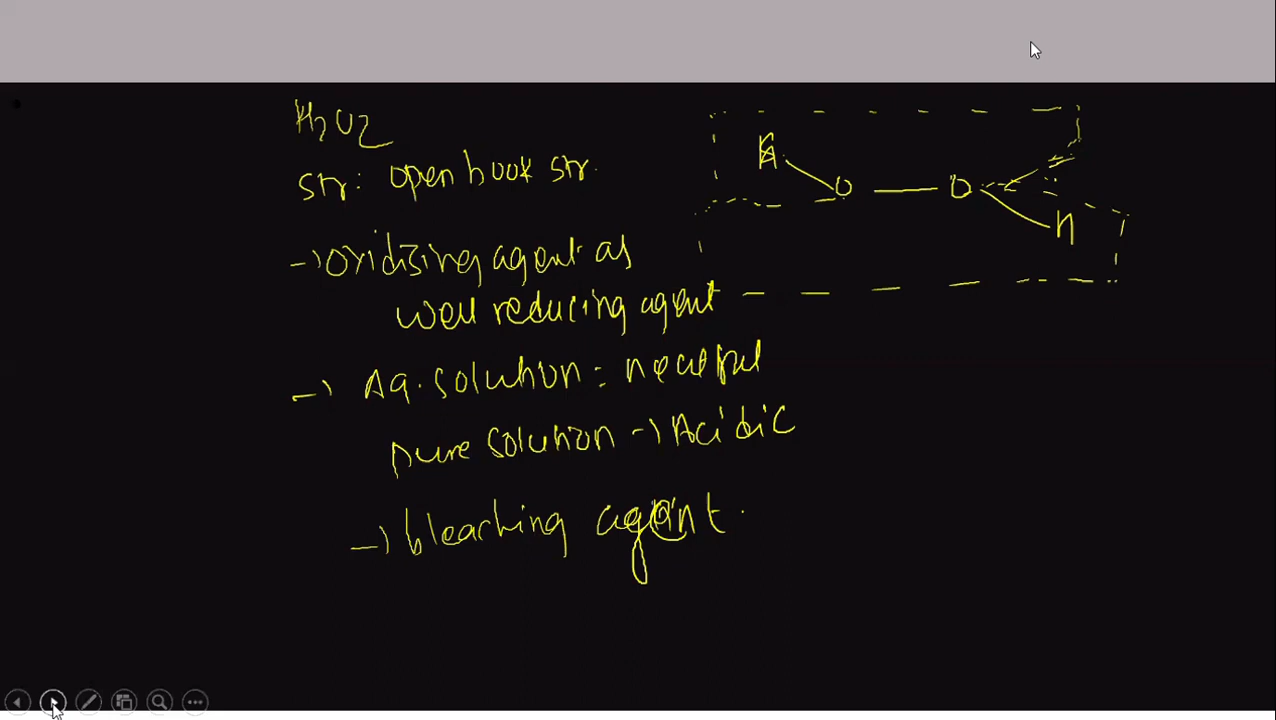 H2O2
str: open book str.
H
O — O
H
→ oxidising agent as
well reducing agent
→ Aq. solution = neutral
pure solution → Acidic
→ bleaching agent.